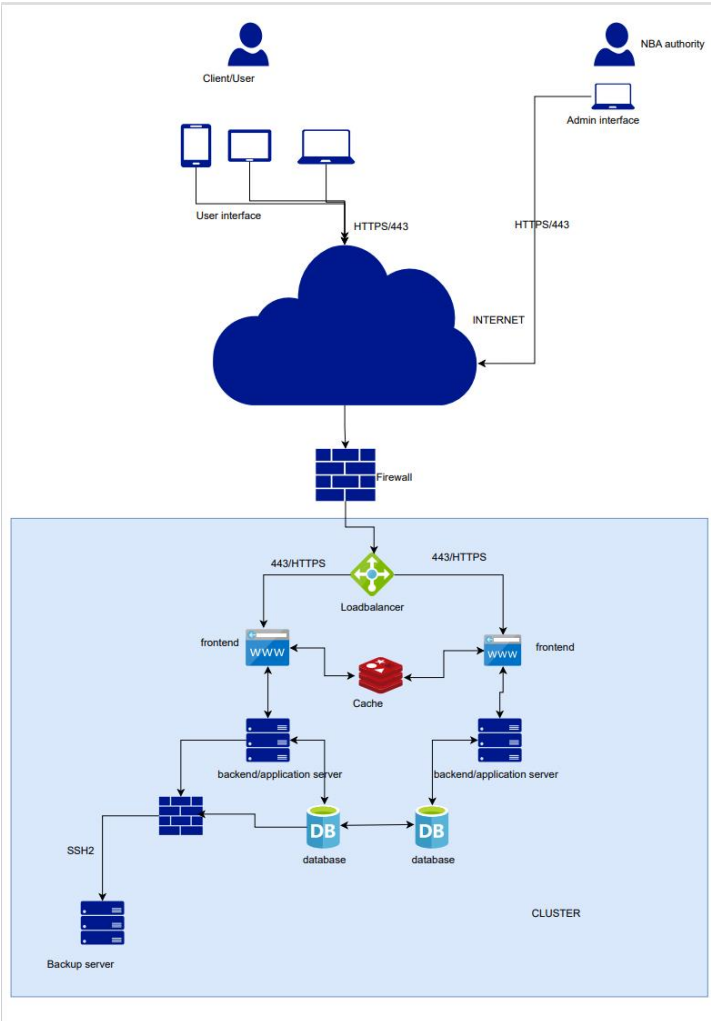 NBA authority
Client/User
Admin interface
User interface
HTTPS/443
HTTPS/443
INTERNET
Firewall
443/HTTPS
443/HTTPS
Loadbalancer
frontend
WWW
WWW
frontend
Cache
backend/application server
backend/application server
DB
DB
SSH2
database
database
CLUSTER
Backup server